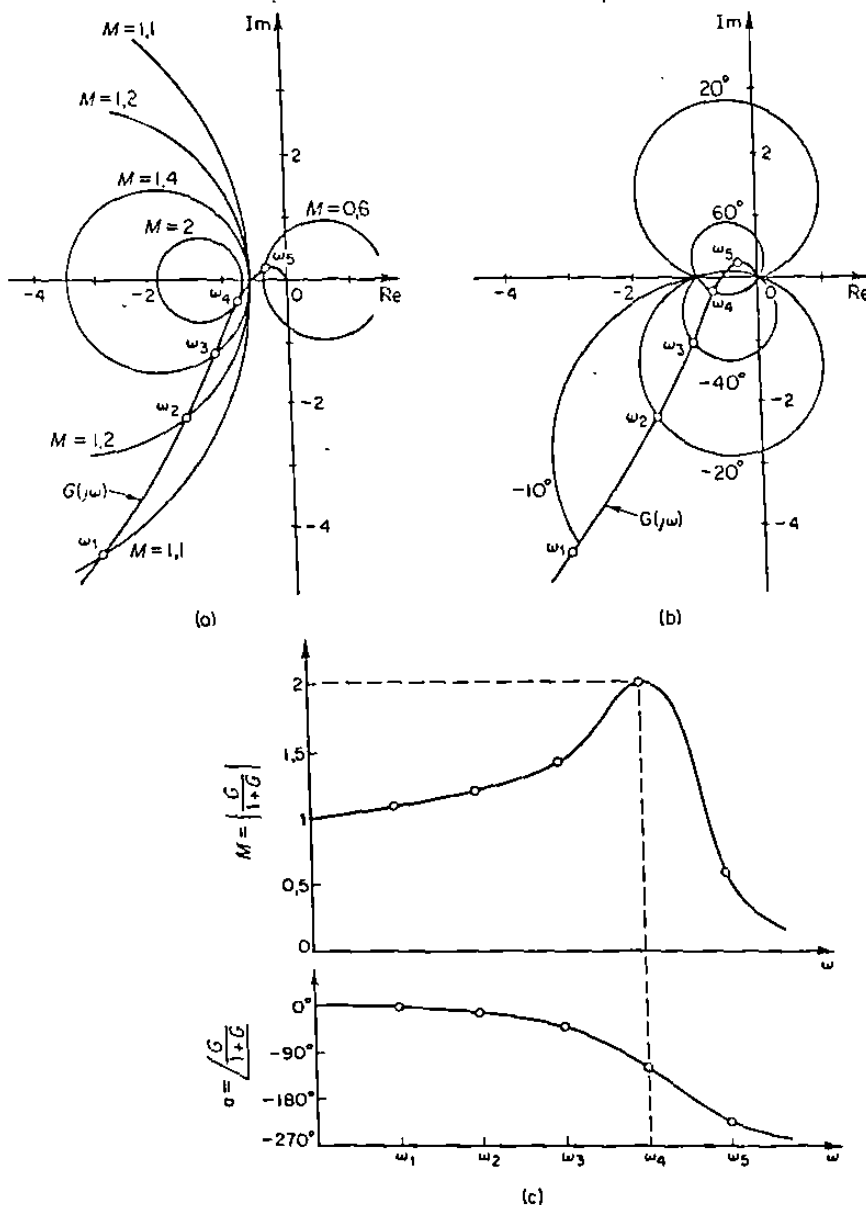 Im
M=1,1
M=1,2
M=1,4
M=2
M=0,6
2
-4
-2
0
Re
ω5
ω4
ω3
ω2
-2
M=1,2
G(jω)
ω1
M=1,1
-4
(a)
Im
20°
2
60°
ω5
-2
0
Re
ω4
ω3
-40°
-2
ω2
-20°
-10°
G(jω)
ω1
-4
(b)
M = |G/1+G|
2
1,5
1
0,5
0
ω
α = ∠G/1+G
0°
-90°
-180°
-270°
ω1 ω2 ω3 ω4 ω5 ω
(c)